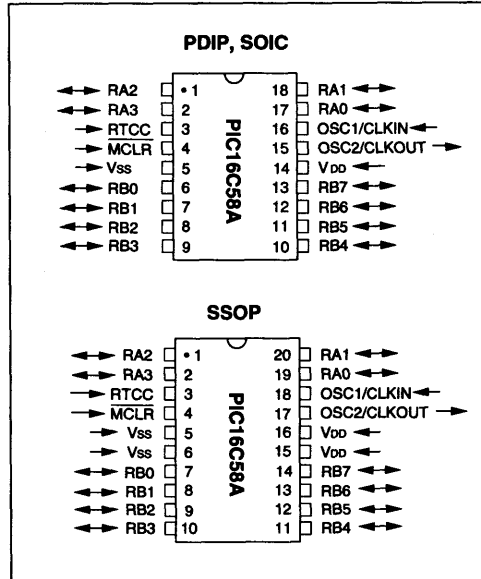 PDIP, SOIC
RA2 •1 18 RA1
RA3 2 17 RA0
RTCC 3 16 OSC1/CLKIN
MCLR 4 15 OSC2/CLKOUT
Vss 5 14 VDD
RB0 6 13 RB7
RB1 7 12 RB6
RB2 8 11 RB5
RB3 9 10 RB4
PIC16C58A
SSOP
RA2 •1 20 RA1
RA3 2 19 RA0
RTCC 3 18 OSC1/CLKIN
MCLR 4 17 OSC2/CLKOUT
Vss 5 16 VDD
Vss 6 15 VDD
RB0 7 14 RB7
RB1 8 13 RB6
RB2 9 12 RB5
RB3 10 11 RB4
PIC16C58A